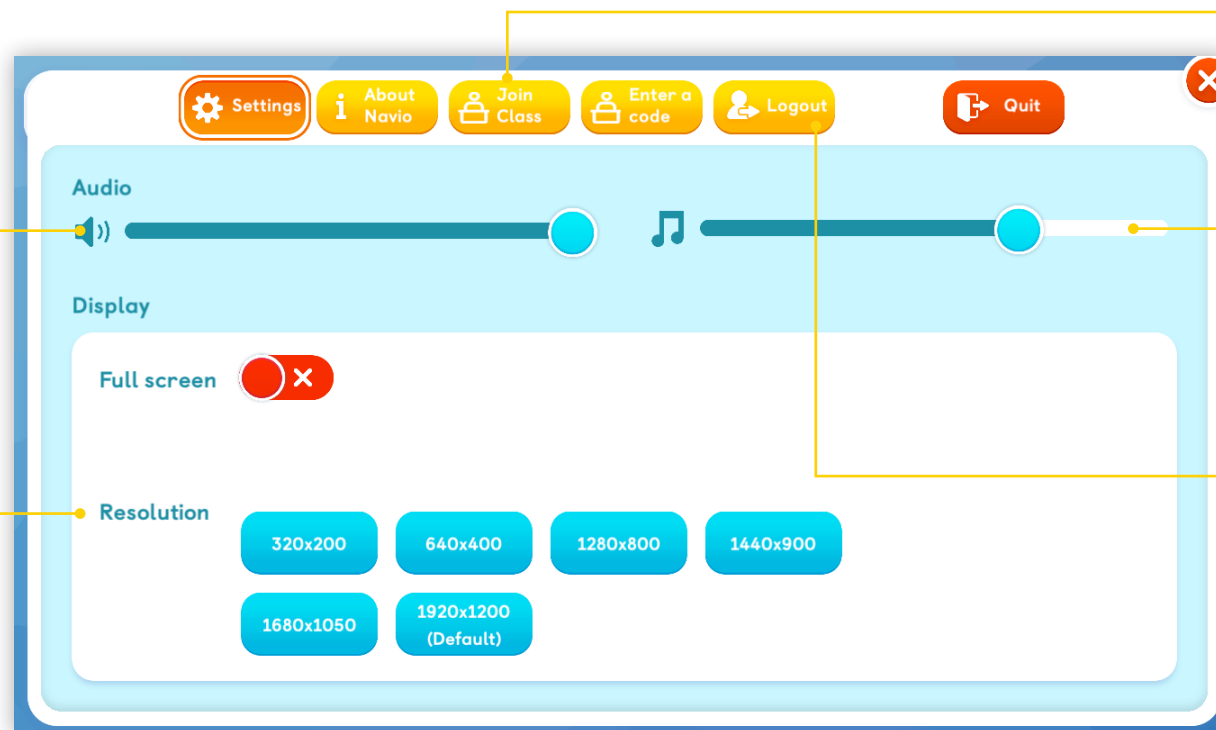 Settings
About
Navio
Join
Class
Enter a
code
Logout
Quit
Audio
Display
Full screen
Resolution
320x200
640x400
1280x800
1440x900
1680x1050
1920x1200
(Default)